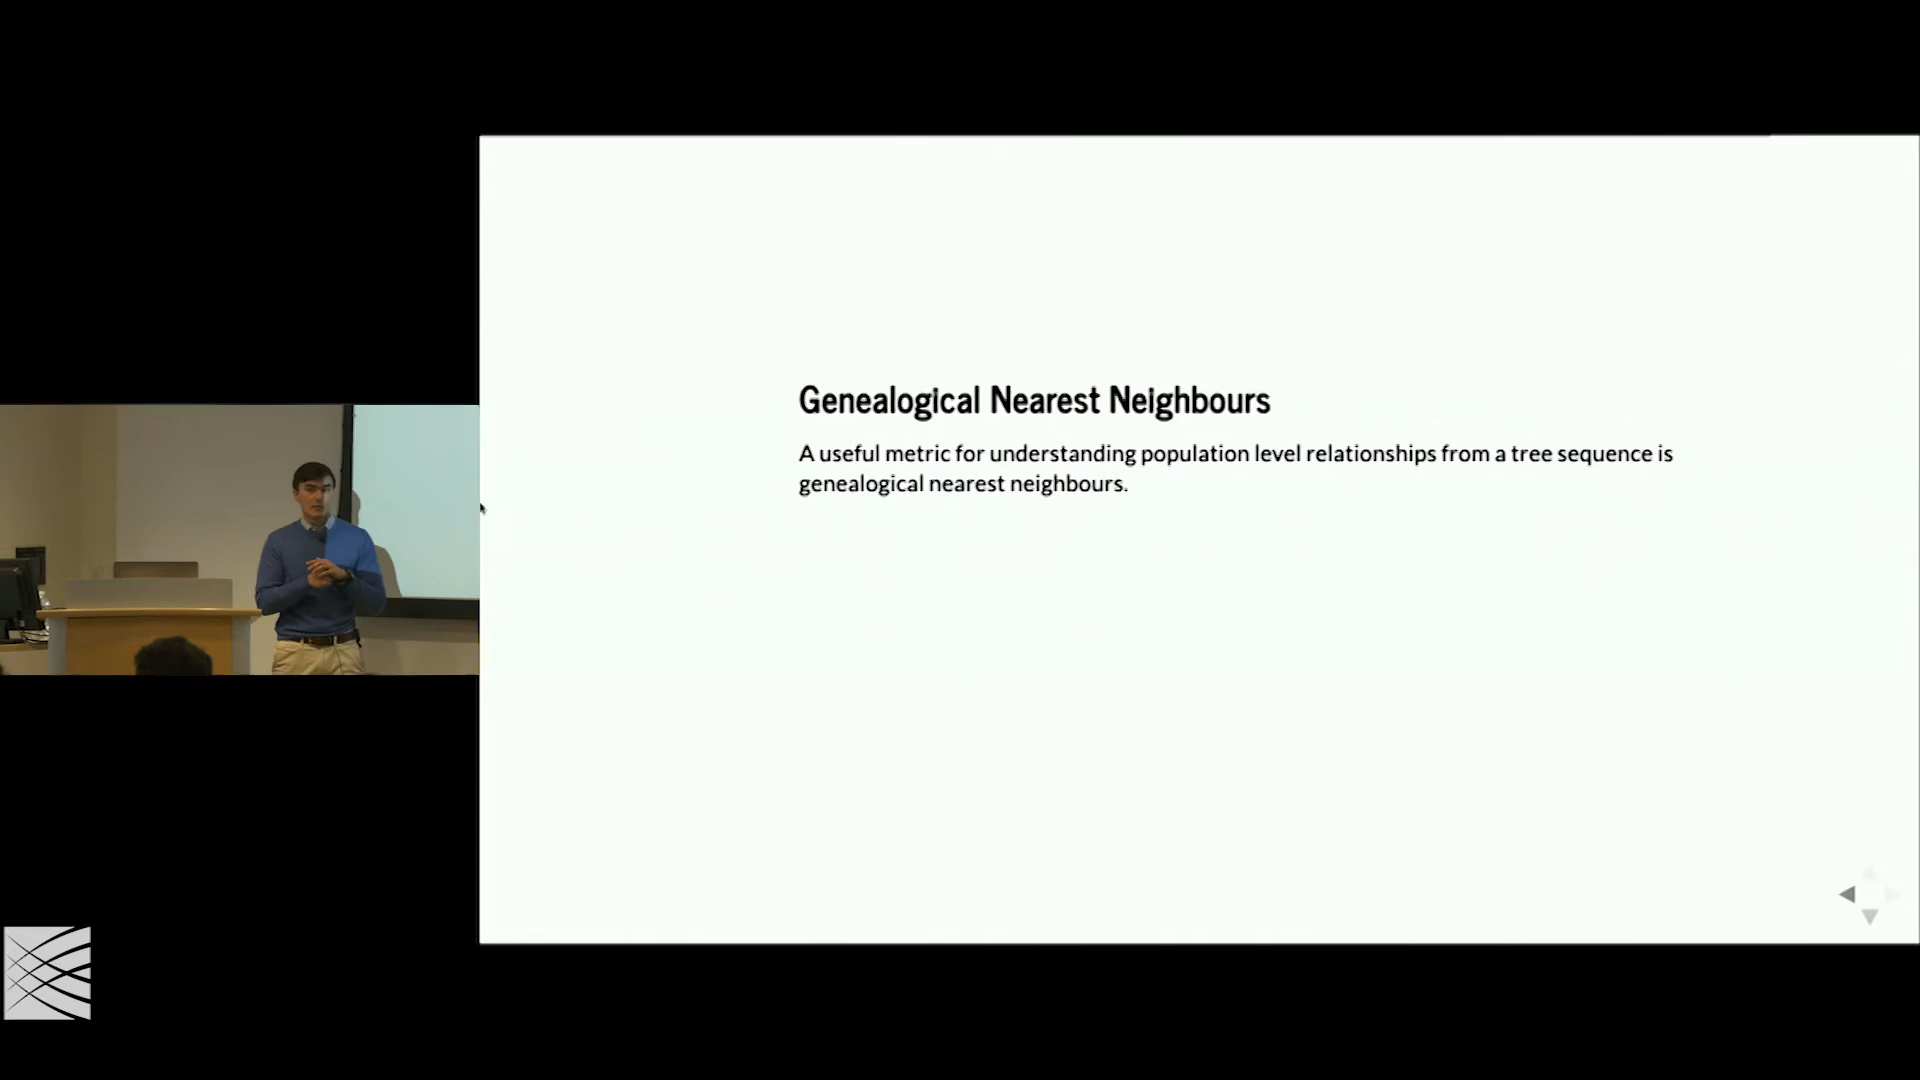 Genealogical Nearest Neighbours
A useful metric for understanding population level relationships from a tree sequence is
genealogical nearest neighbours.